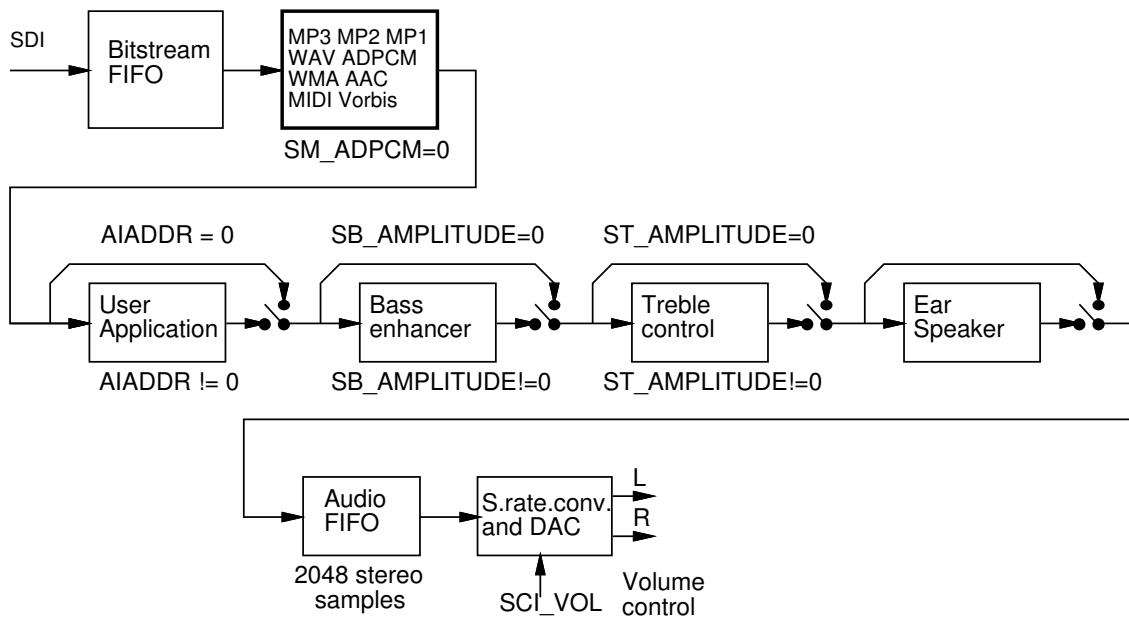 SDI
Bitstream
FIFO
MP3 MP2 MP1
WAV ADPCM
WMA AAC
MIDI Vorbis
SM_ADPCM=0
AIADDR = 0
SB_AMPLITUDE=0
ST_AMPLITUDE=0
User
Application
Bass
enhancer
Treble
control
Ear
Speaker
AIADDR != 0
SB_AMPLITUDE!=0
ST_AMPLITUDE!=0
Audio
FIFO
2048 stereo
samples
S.rate.conv.
and DAC
L
R
SCI_VOL
Volume
control